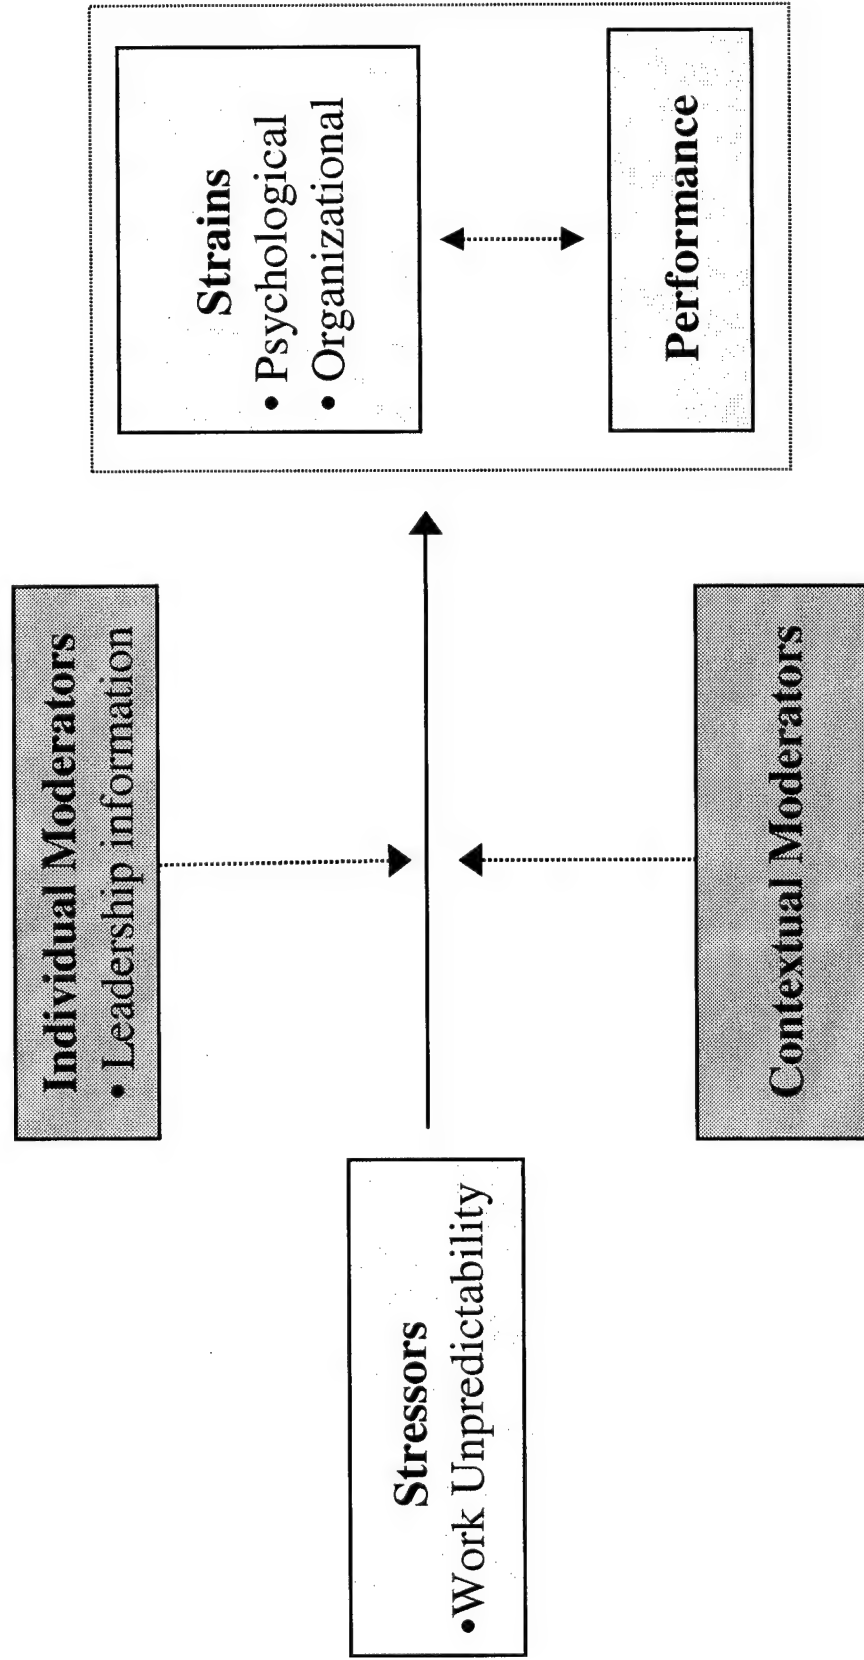 Individual Moderators
• Leadership information
Stressors
•Work Unpredictability
Strains
• Psychological
• Organizational
Performance
Contextual Moderators